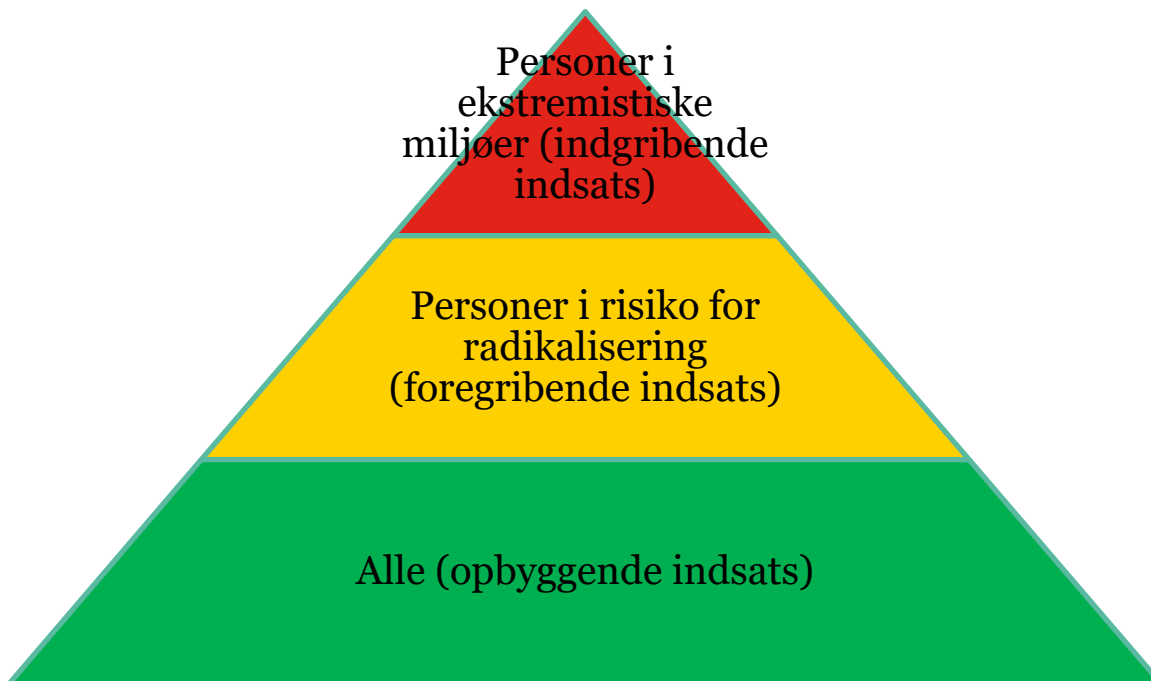 Personer i
ekstremistiske
miljøer (indgribende
indsats)
Personer i risiko for
radikalisering
(foregribende indsats)
Alle (opbyggende indsats)